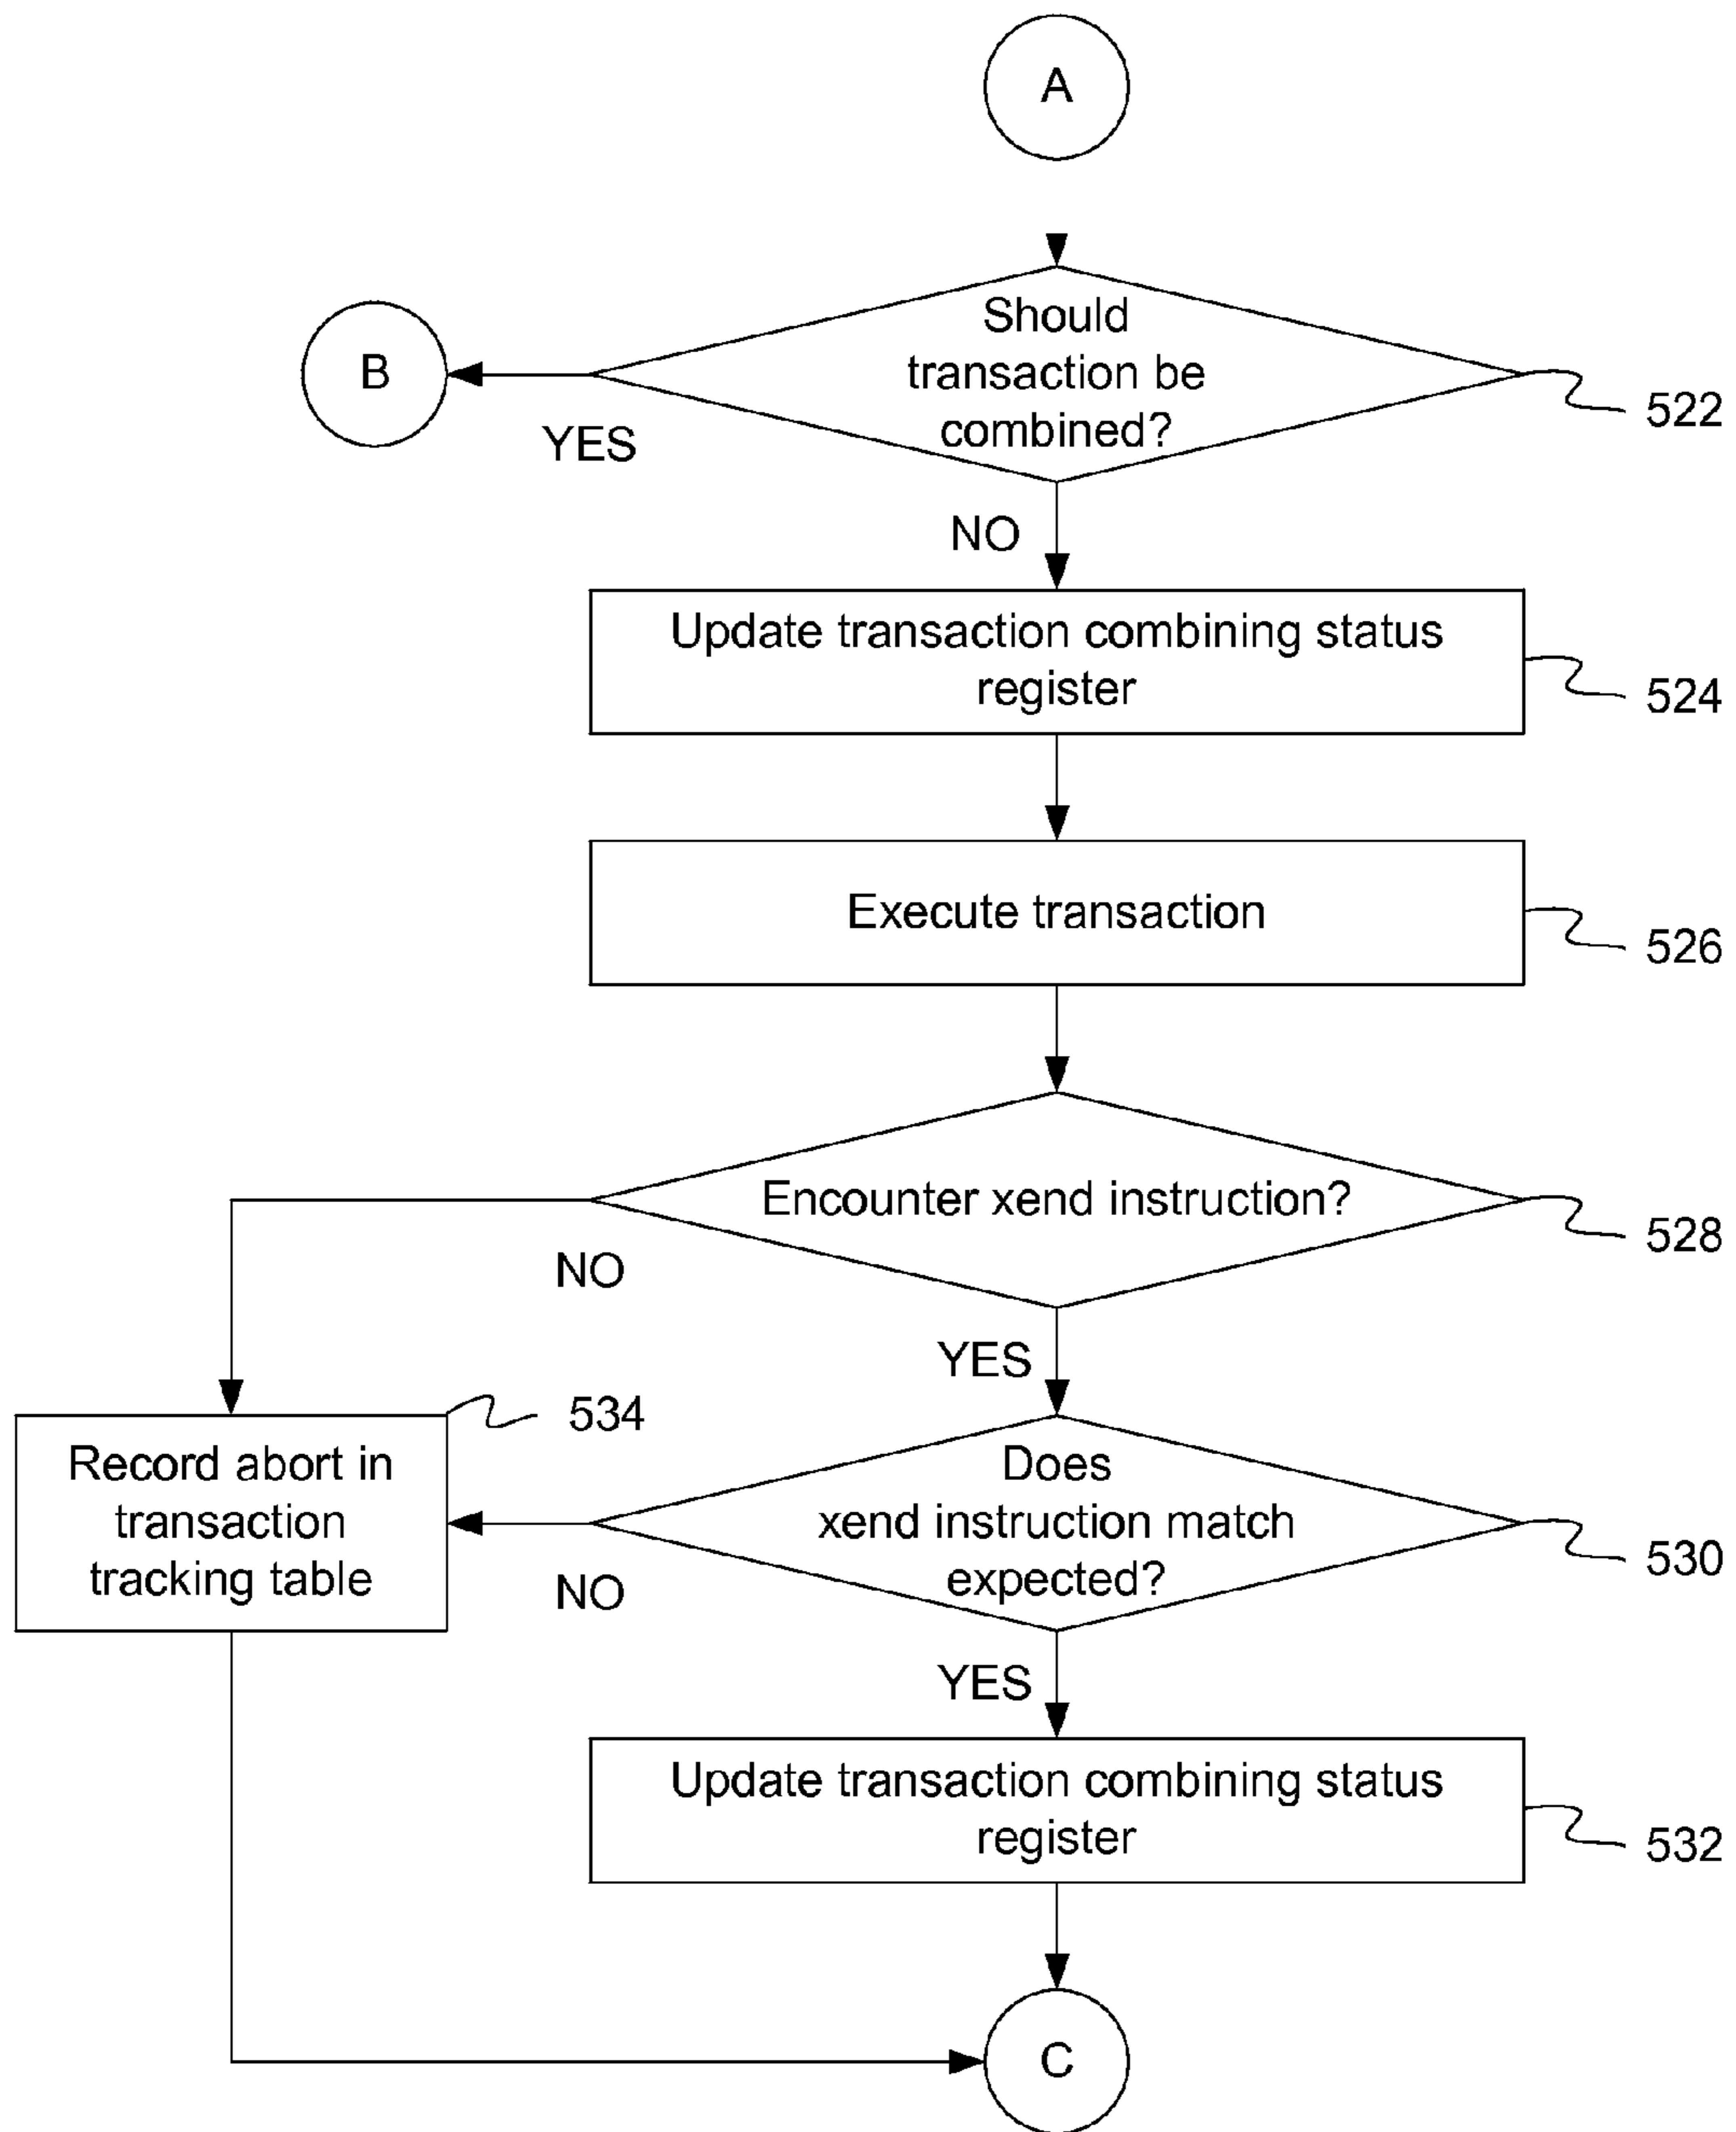 A
Should
transaction be
combined?
B
YES
522
NO
Update transaction combining status
register
524
Execute transaction
526
Encounter xend instruction?
528
NO
YES
534
Record abort in
transaction
tracking table
Does
xend instruction match
expected?
530
NO
YES
Update transaction combining status
register
532
C